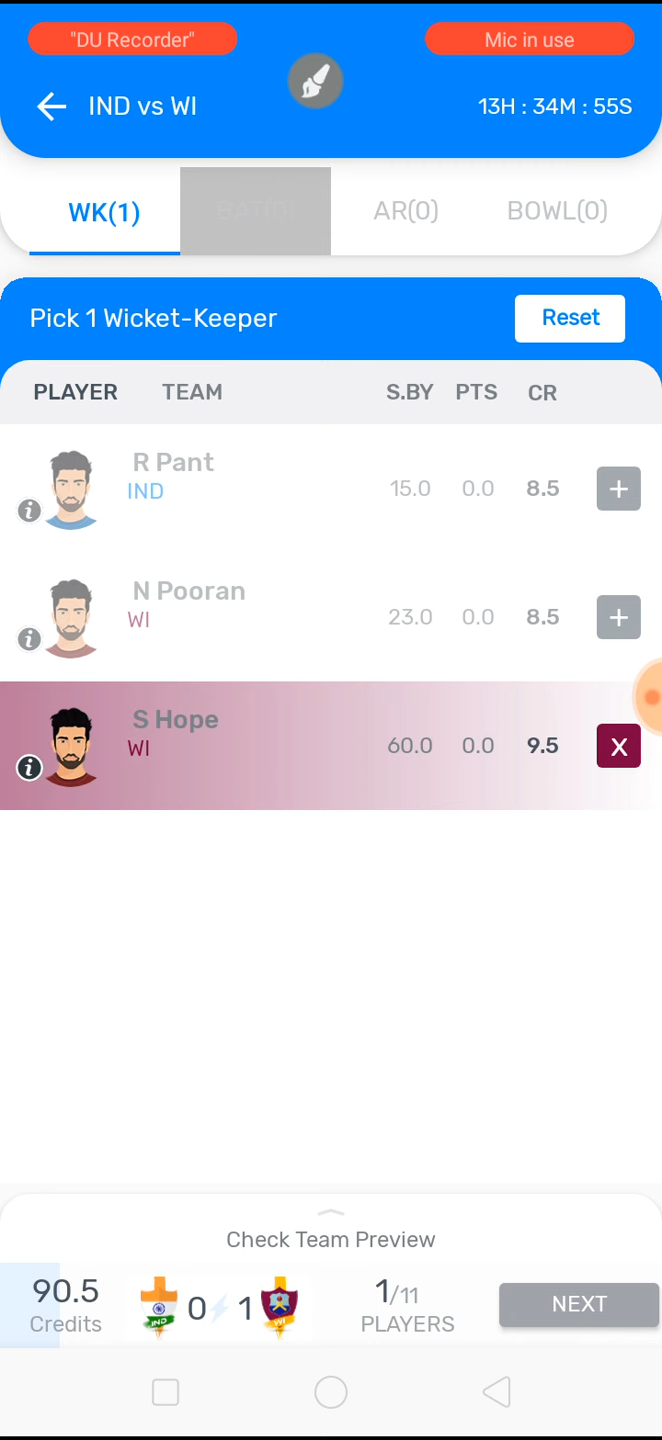 "DU Recorder" Mic in use
IND vs WI 13H : 34M : 55S
WK(1) BAT(0) AR(0) BOWL(0)
Pick 1 Wicket-Keeper Reset
PLAYER TEAM S.BY PTS CR
R Pant
IND 15.0 0.0 8.5 +
N Pooran
WI 23.0 0.0 8.5 +
S Hope
WI 60.0 0.0 9.5 X
Check Team Preview
90.5 0 1 1/11 NEXT
Credits IND WI PLAYERS